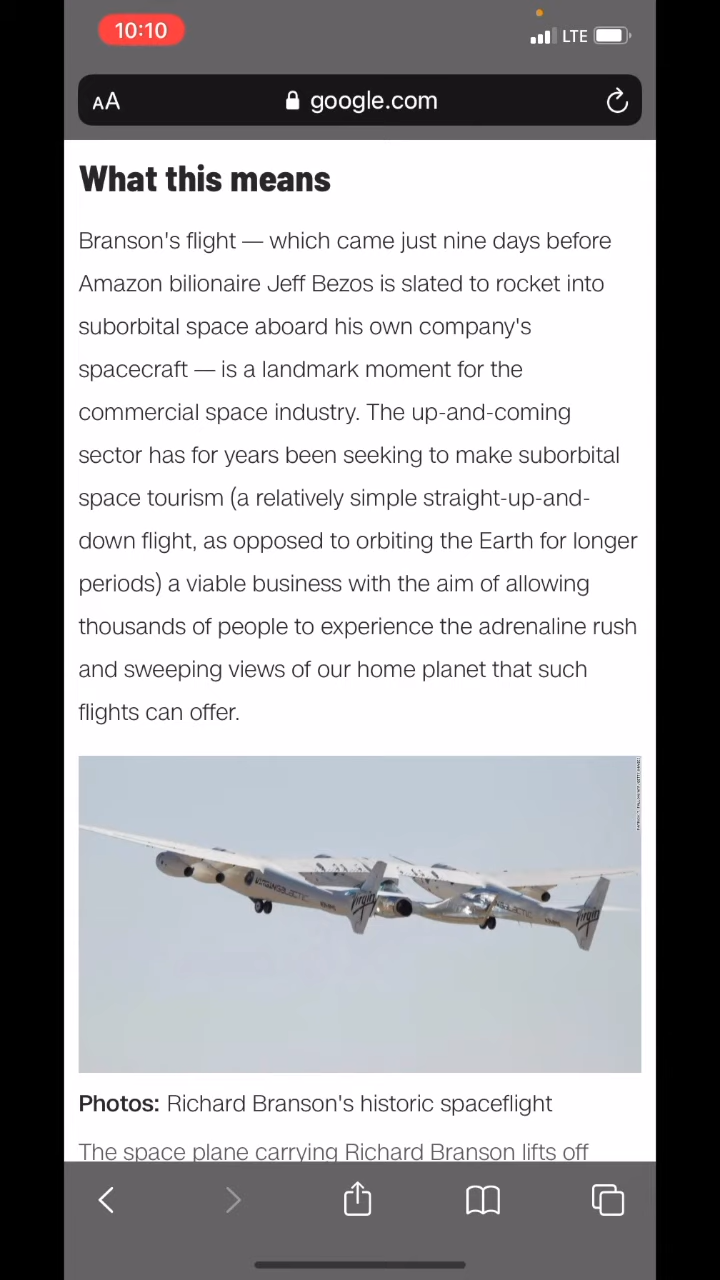 10:10
LTE
AA
google.com
What this means
Branson's flight — which came just nine days before
Amazon bilionaire Jeff Bezos is slated to rocket into
suborbital space aboard his own company's
spacecraft — is a landmark moment for the
commercial space industry. The up-and-coming
sector has for years been seeking to make suborbital
space tourism (a relatively simple straight-up-and-
down flight, as opposed to orbiting the Earth for longer
periods) a viable business with the aim of allowing
thousands of people to experience the adrenaline rush
and sweeping views of our home planet that such
flights can offer.
VIRGIN GALACTIC
Virgin
GALACTIC
Virgin
Photos: Richard Branson's historic spaceflight
The space plane carrying Richard Branson lifts off